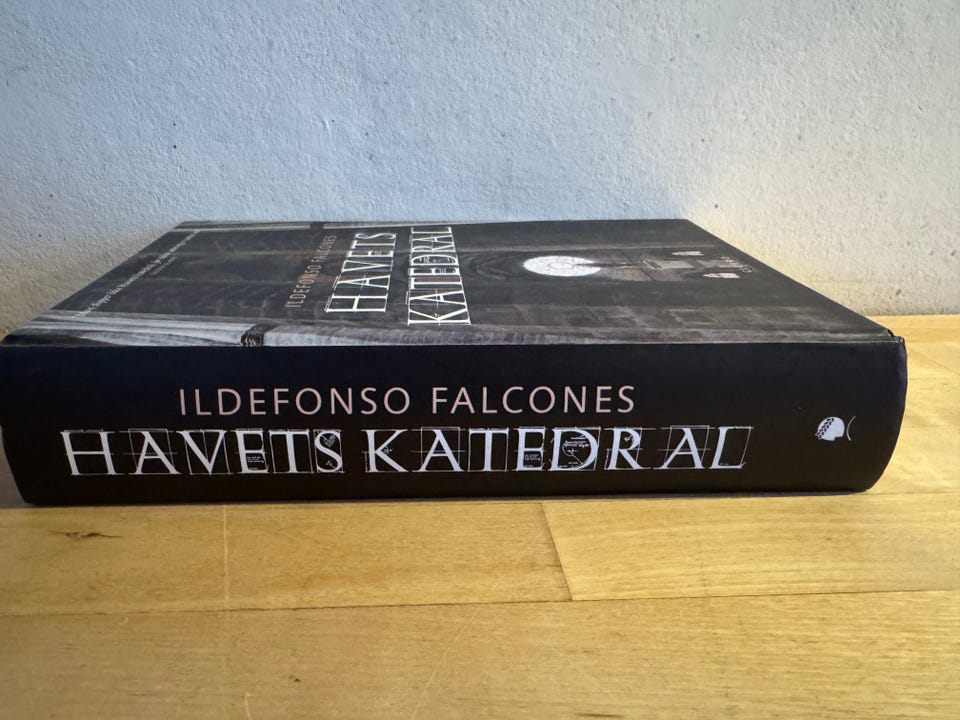 ILDEFONSO FALCONES
HAVETS
KATEDRAL
ILDEFONSO FALCONES
HAVETS KATEDRAL